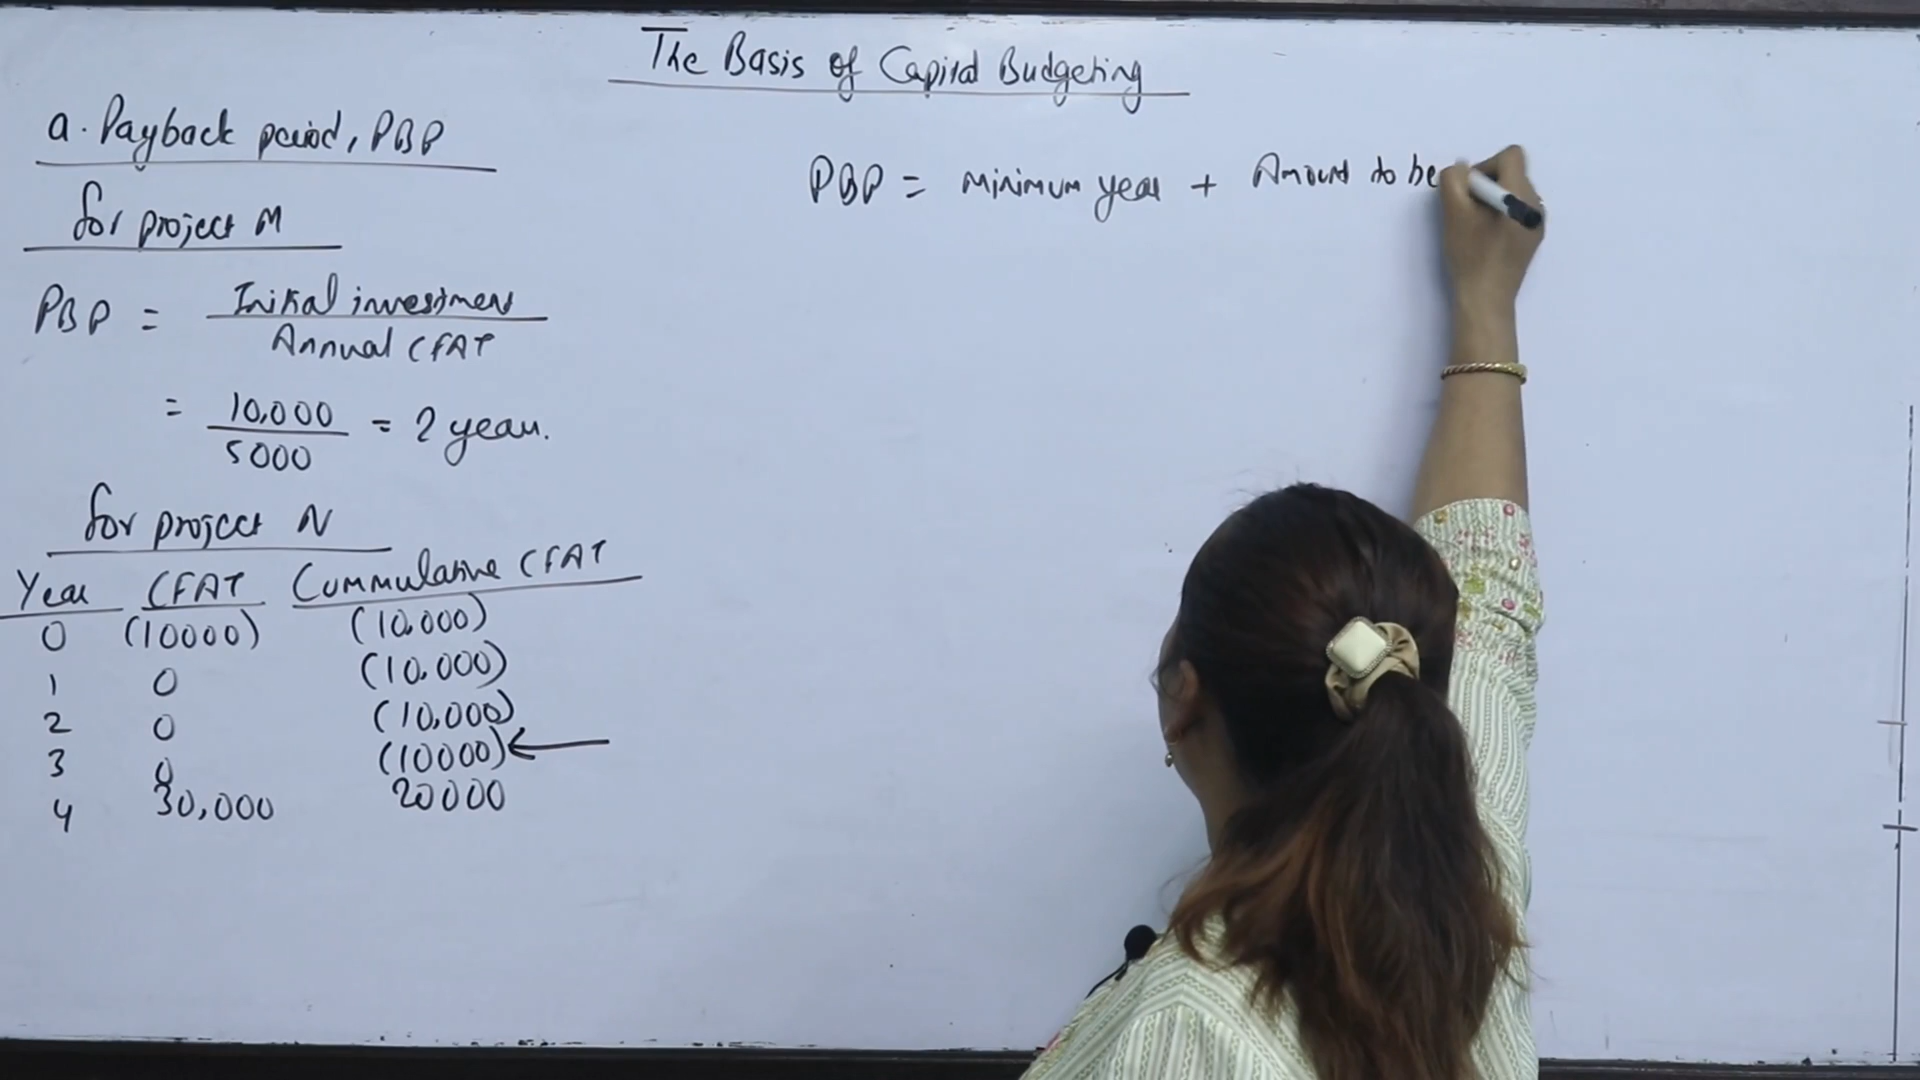 The Basis of Capital Budgeting
a. Payback period, PBP
for project M
PBP = Initial investment
Annual CFAT
= 10,000
5000
= 2 years.
for project N
Year CFAT Cummulative CFAT
0 (10000) (10,000)
1 0 (10,000)
2 0 (10,000)
3 0 (10000) ←
4 30,000 20000
PBP = Minimum year + Amount to be